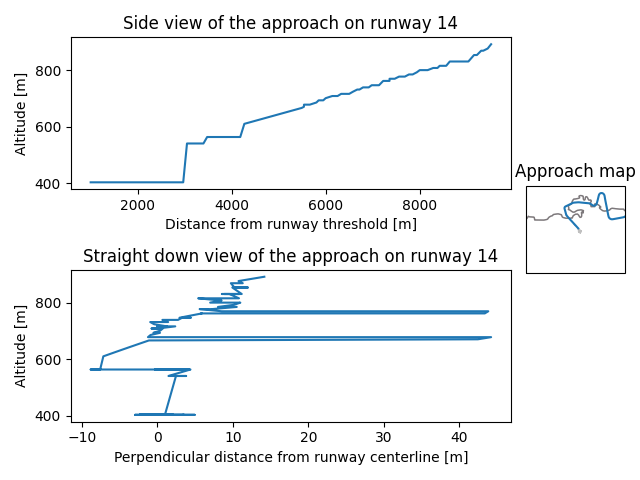 Side view of the approach on runway 14
Altitude [m]
800
600
400
2000
4000
6000
8000
Distance from runway threshold [m]
Approach map
Straight down view of the approach on runway 14
Altitude [m]
800
600
400
−10
0
10
20
30
40
Perpendicular distance from runway centerline [m]